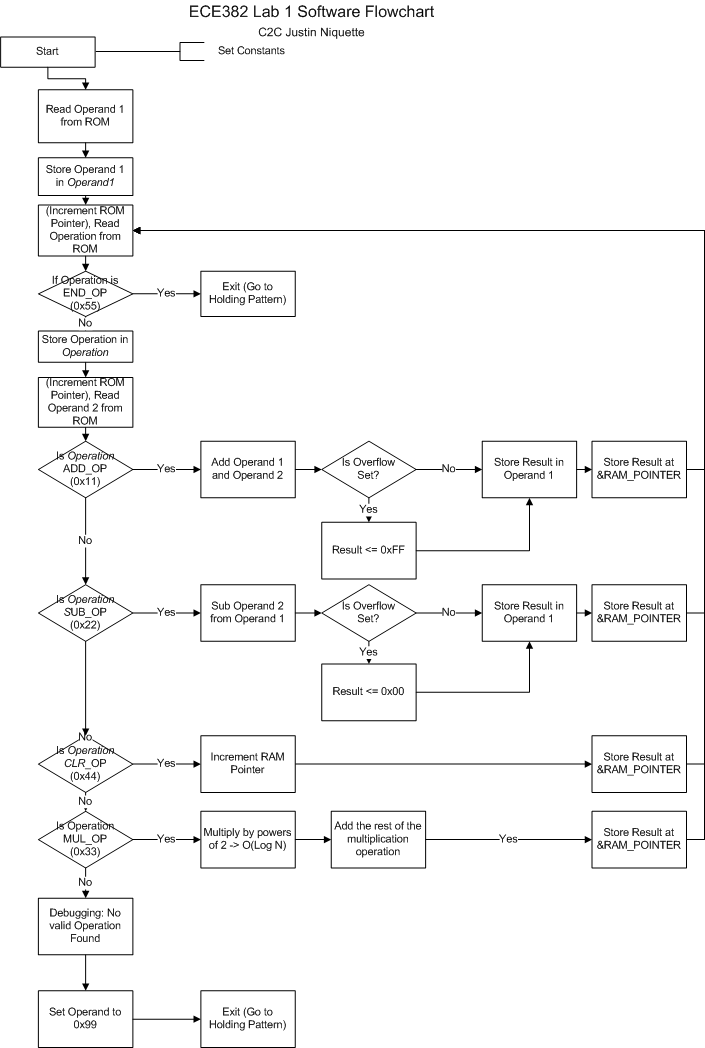 ECE382 Lab 1 Software Flowchart
C2C Justin Niquette
Start
Set Constants
Read Operand 1
from ROM
Store Operand 1
in Operand1
(Increment ROM
Pointer), Read
Operation from
ROM
If Operation is
END_OP
(0x55)
Yes
Exit (Go to
Holding Pattern)
No
Store Operation in
Operation
(Increment ROM
Pointer), Read
Operand 2 from
ROM
Is Operation
ADD_OP
(0x11)
Yes
Add Operand 1
and Operand 2
Is Overflow
Set?
No
Store Result in
Operand 1
Store Result at
&RAM_POINTER
Yes
Result <= 0xFF
No
Is Operation
SUB_OP
(0x22)
Yes
Sub Operand 2
from Operand 1
Is Overflow
Set?
No
Store Result in
Operand 1
Store Result at
&RAM_POINTER
Yes
Result <= 0x00
No
Is Operation
CLR_OP
(0x44)
Yes
Increment RAM
Pointer
Store Result at
&RAM_POINTER
No
Is Operation
MUL_OP
(0x33)
Yes
Multiply by powers
of 2 -> O(Log N)
Add the rest of the
multiplication
operation
Yes
Store Result at
&RAM_POINTER
No
Debugging: No
valid Operation
Found
Set Operand to
0x99
Exit (Go to
Holding Pattern)